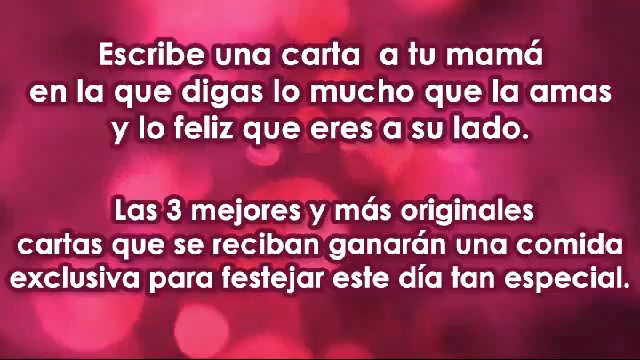 Escribe una carta a tu mamá
en la que digas lo mucho que la amas
y lo feliz que eres a su lado.
Las 3 mejores y más originales
cartas que se reciban ganarán una comida
exclusiva para festejar este día tan especial.